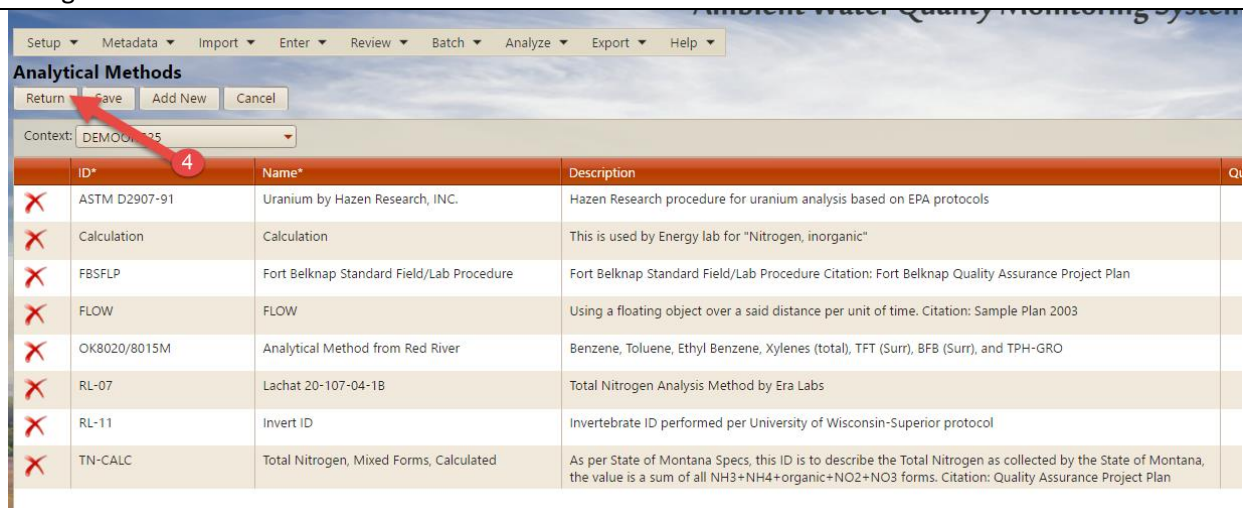 Ambient Water Quality Monitoring System
Setup Metadata Import Enter Review Batch Analyze Export Help
Analytical Methods
Return Save Add New Cancel
Context:
4
ID* Name* Description
ASTM D2907-91 Uranium by Hazen Research, INC. Hazen Research procedure for uranium analysis based on EPA protocols
Calculation Calculation This is used by Energy lab for "Nitrogen, inorganic"
FBSFLP Fort Belknap Standard Field/Lab Procedure Fort Belknap Standard Field/Lab Procedure Citation: Fort Belknap Quality Assurance Project Plan
FLOW FLOW Using a floating object over a said distance per unit of time. Citation: Sample Plan 2003
OK8020/8015M Analytical Method from Red River Benzene, Toluene, Ethyl Benzene, Xylenes (total), TFT (Surr), BFB (Surr), and TPH-GRO
RL-07 Lachat 20-107-04-1B Total Nitrogen Analysis Method by Era Labs
RL-11 Invert ID Invertebrate ID performed per University of Wisconsin-Superior protocol
TN-CALC Total Nitrogen, Mixed Forms, Calculated As per State of Montana Specs, this ID is to describe the Total Nitrogen as collected by the State of Montana,
the value is a sum of all NH3+NH4+organic+NO2+NO3 forms. Citation: Quality Assurance Project Plan